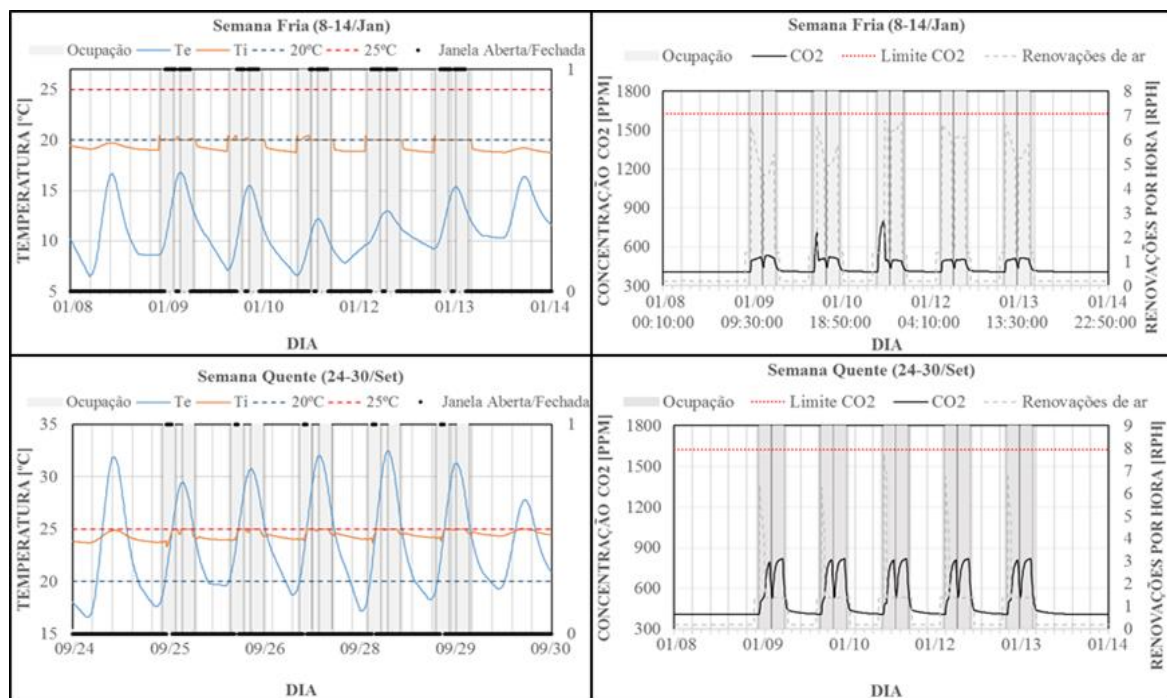 Semana Fria (8-14/Jan)
Ocupação Te Ti 20ºC 25ºC Janela Aberta/Fechada
TEMPERATURA [°C]
25
20
15
10
5
1
0
01/08 01/09 01/10 01/12 01/13 01/14
DIA
Semana Fria (8-14/Jan)
Ocupação CO2 Limite CO2 Renovações de ar
CONCENTRAÇÃO CO2 [PPM]
1800
1500
1200
900
600
300
8
7
6
5
4
3
2
1
0
RENOVAÇÕES POR HORA [RPH]
01/08 01/09 01/10 01/12 01/13 01/14
00:10:00 09:30:00 18:50:00 04:10:00 13:30:00 22:50:00
DIA
Semana Quente (24-30/Set)
Ocupação Te Ti 20ºC 25ºC Janela Aberta/Fechada
TEMPERATURA [°C]
35
30
25
20
15
1
0
09/24 09/25 09/26 09/28 09/29 09/30
DIA
Semana Quente (24-30/Set)
Ocupação Limite CO2 CO2 Renovações de ar
CONCENTRAÇÃO CO2 [PPM]
1800
1500
1200
900
600
300
9
8
7
6
5
4
3
2
1
0
RENOVAÇÕES POR HORA [RPH]
01/08 01/09 01/10 01/12 01/13 01/14
DIA